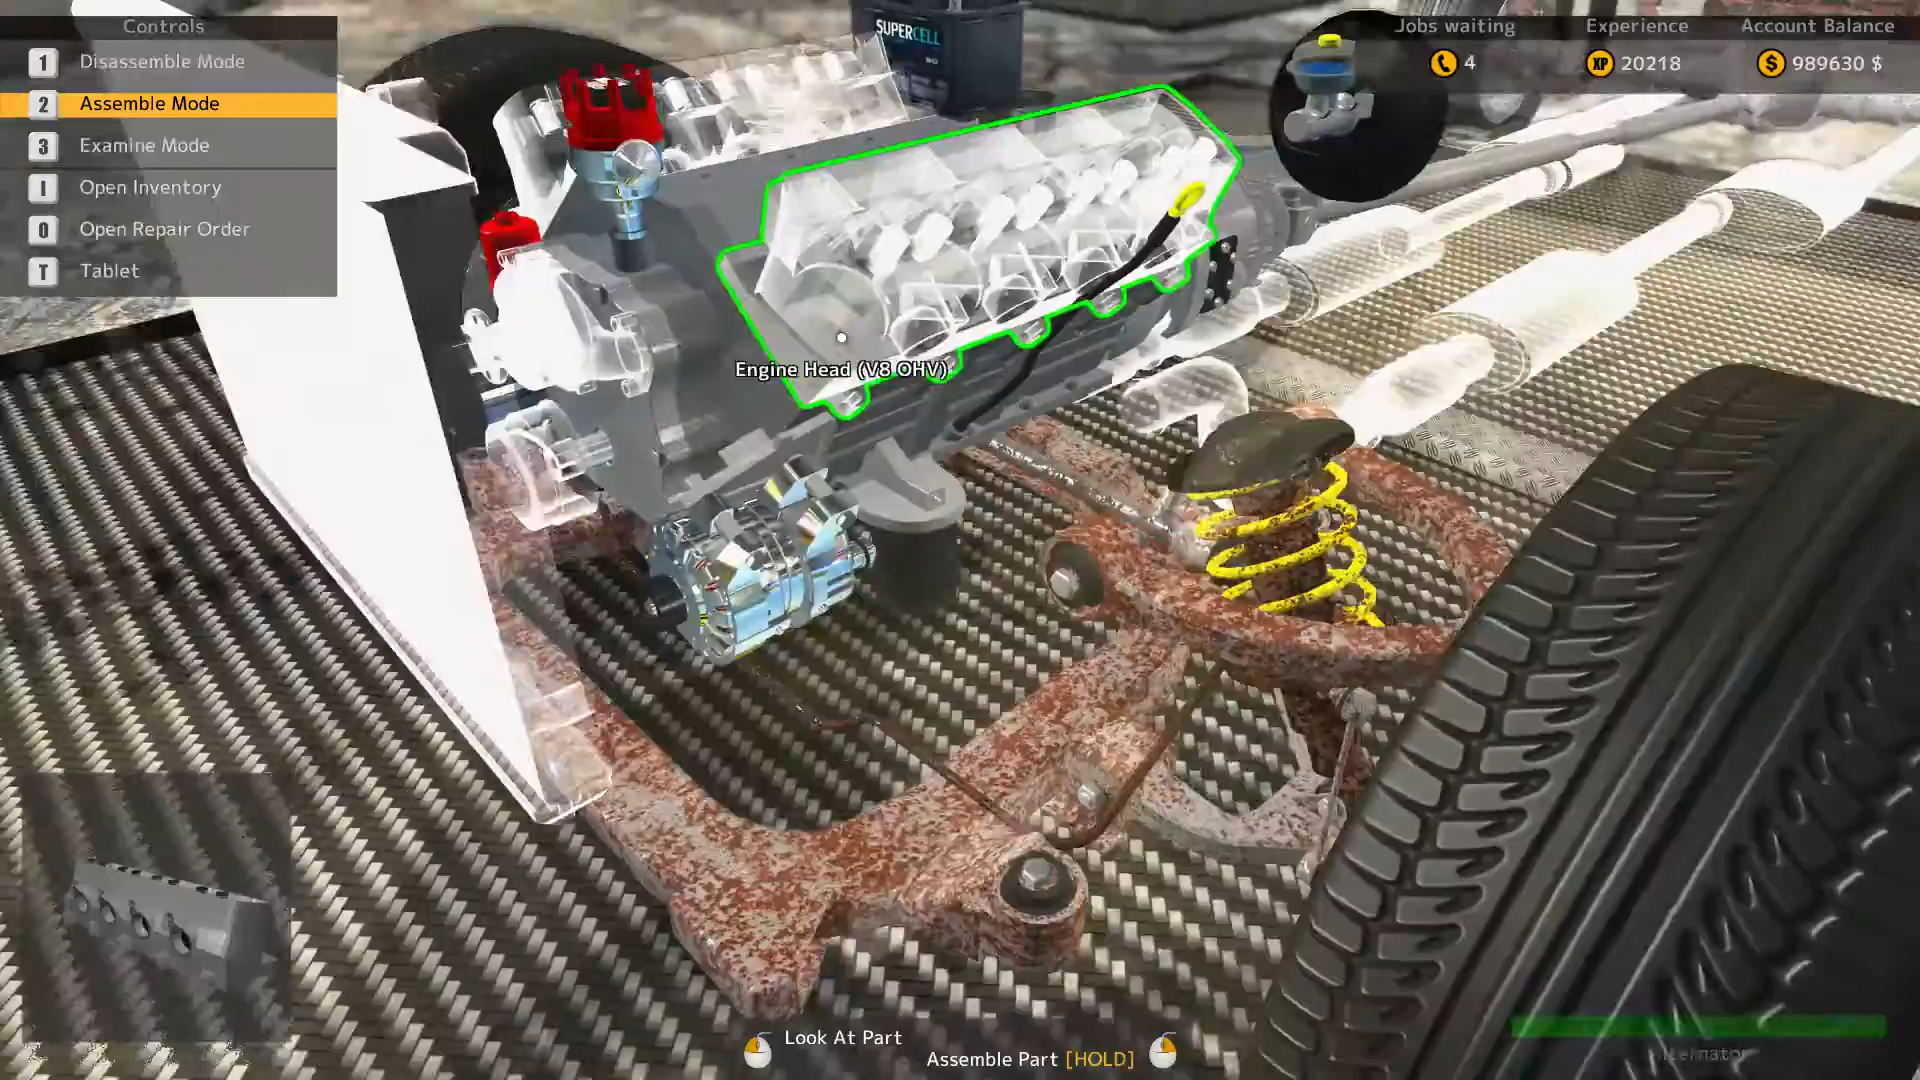 Controls
1 Disassemble Mode
2 Assemble Mode
3 Examine Mode
I Open Inventory
O Open Repair Order
T Tablet
SUPERCELL
Jobs waiting
4
Experience
XP 20218
Account Balance
$ 989630 $
Engine Head (V8 OHV)
Look At Part
Assemble Part [HOLD]
Alternator